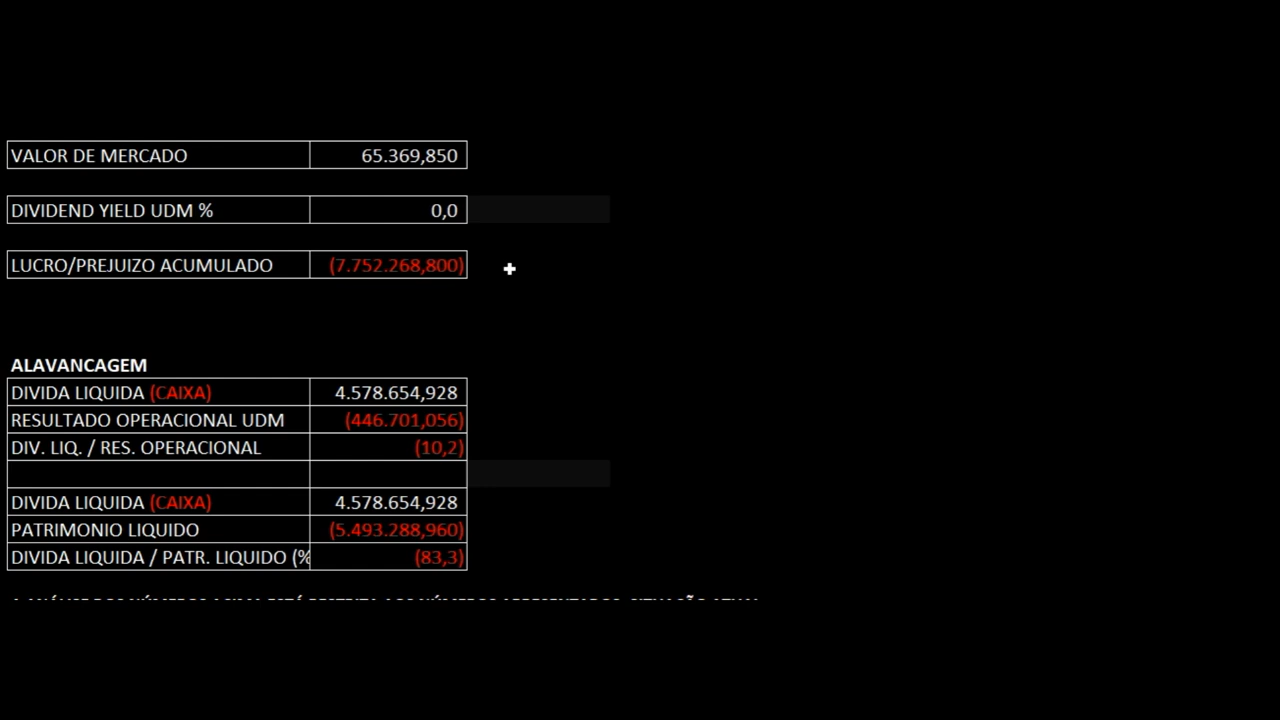 VALOR DE MERCADO 65.369,850
DIVIDEND YIELD UDM % 0,0
LUCRO/PREJUIZO ACUMULADO (7.752.268,800)
ALAVANCAGEM
DIVIDA LIQUIDA (CAIXA) 4.578.654,928
RESULTADO OPERACIONAL UDM (446.701,056)
DIV. LIQ. / RES. OPERACIONAL (10,2)
DIVIDA LIQUIDA (CAIXA) 4.578.654,928
PATRIMONIO LIQUIDO (5.493.288,960)
DIVIDA LIQUIDA / PATR. LIQUIDO (% (83,3)